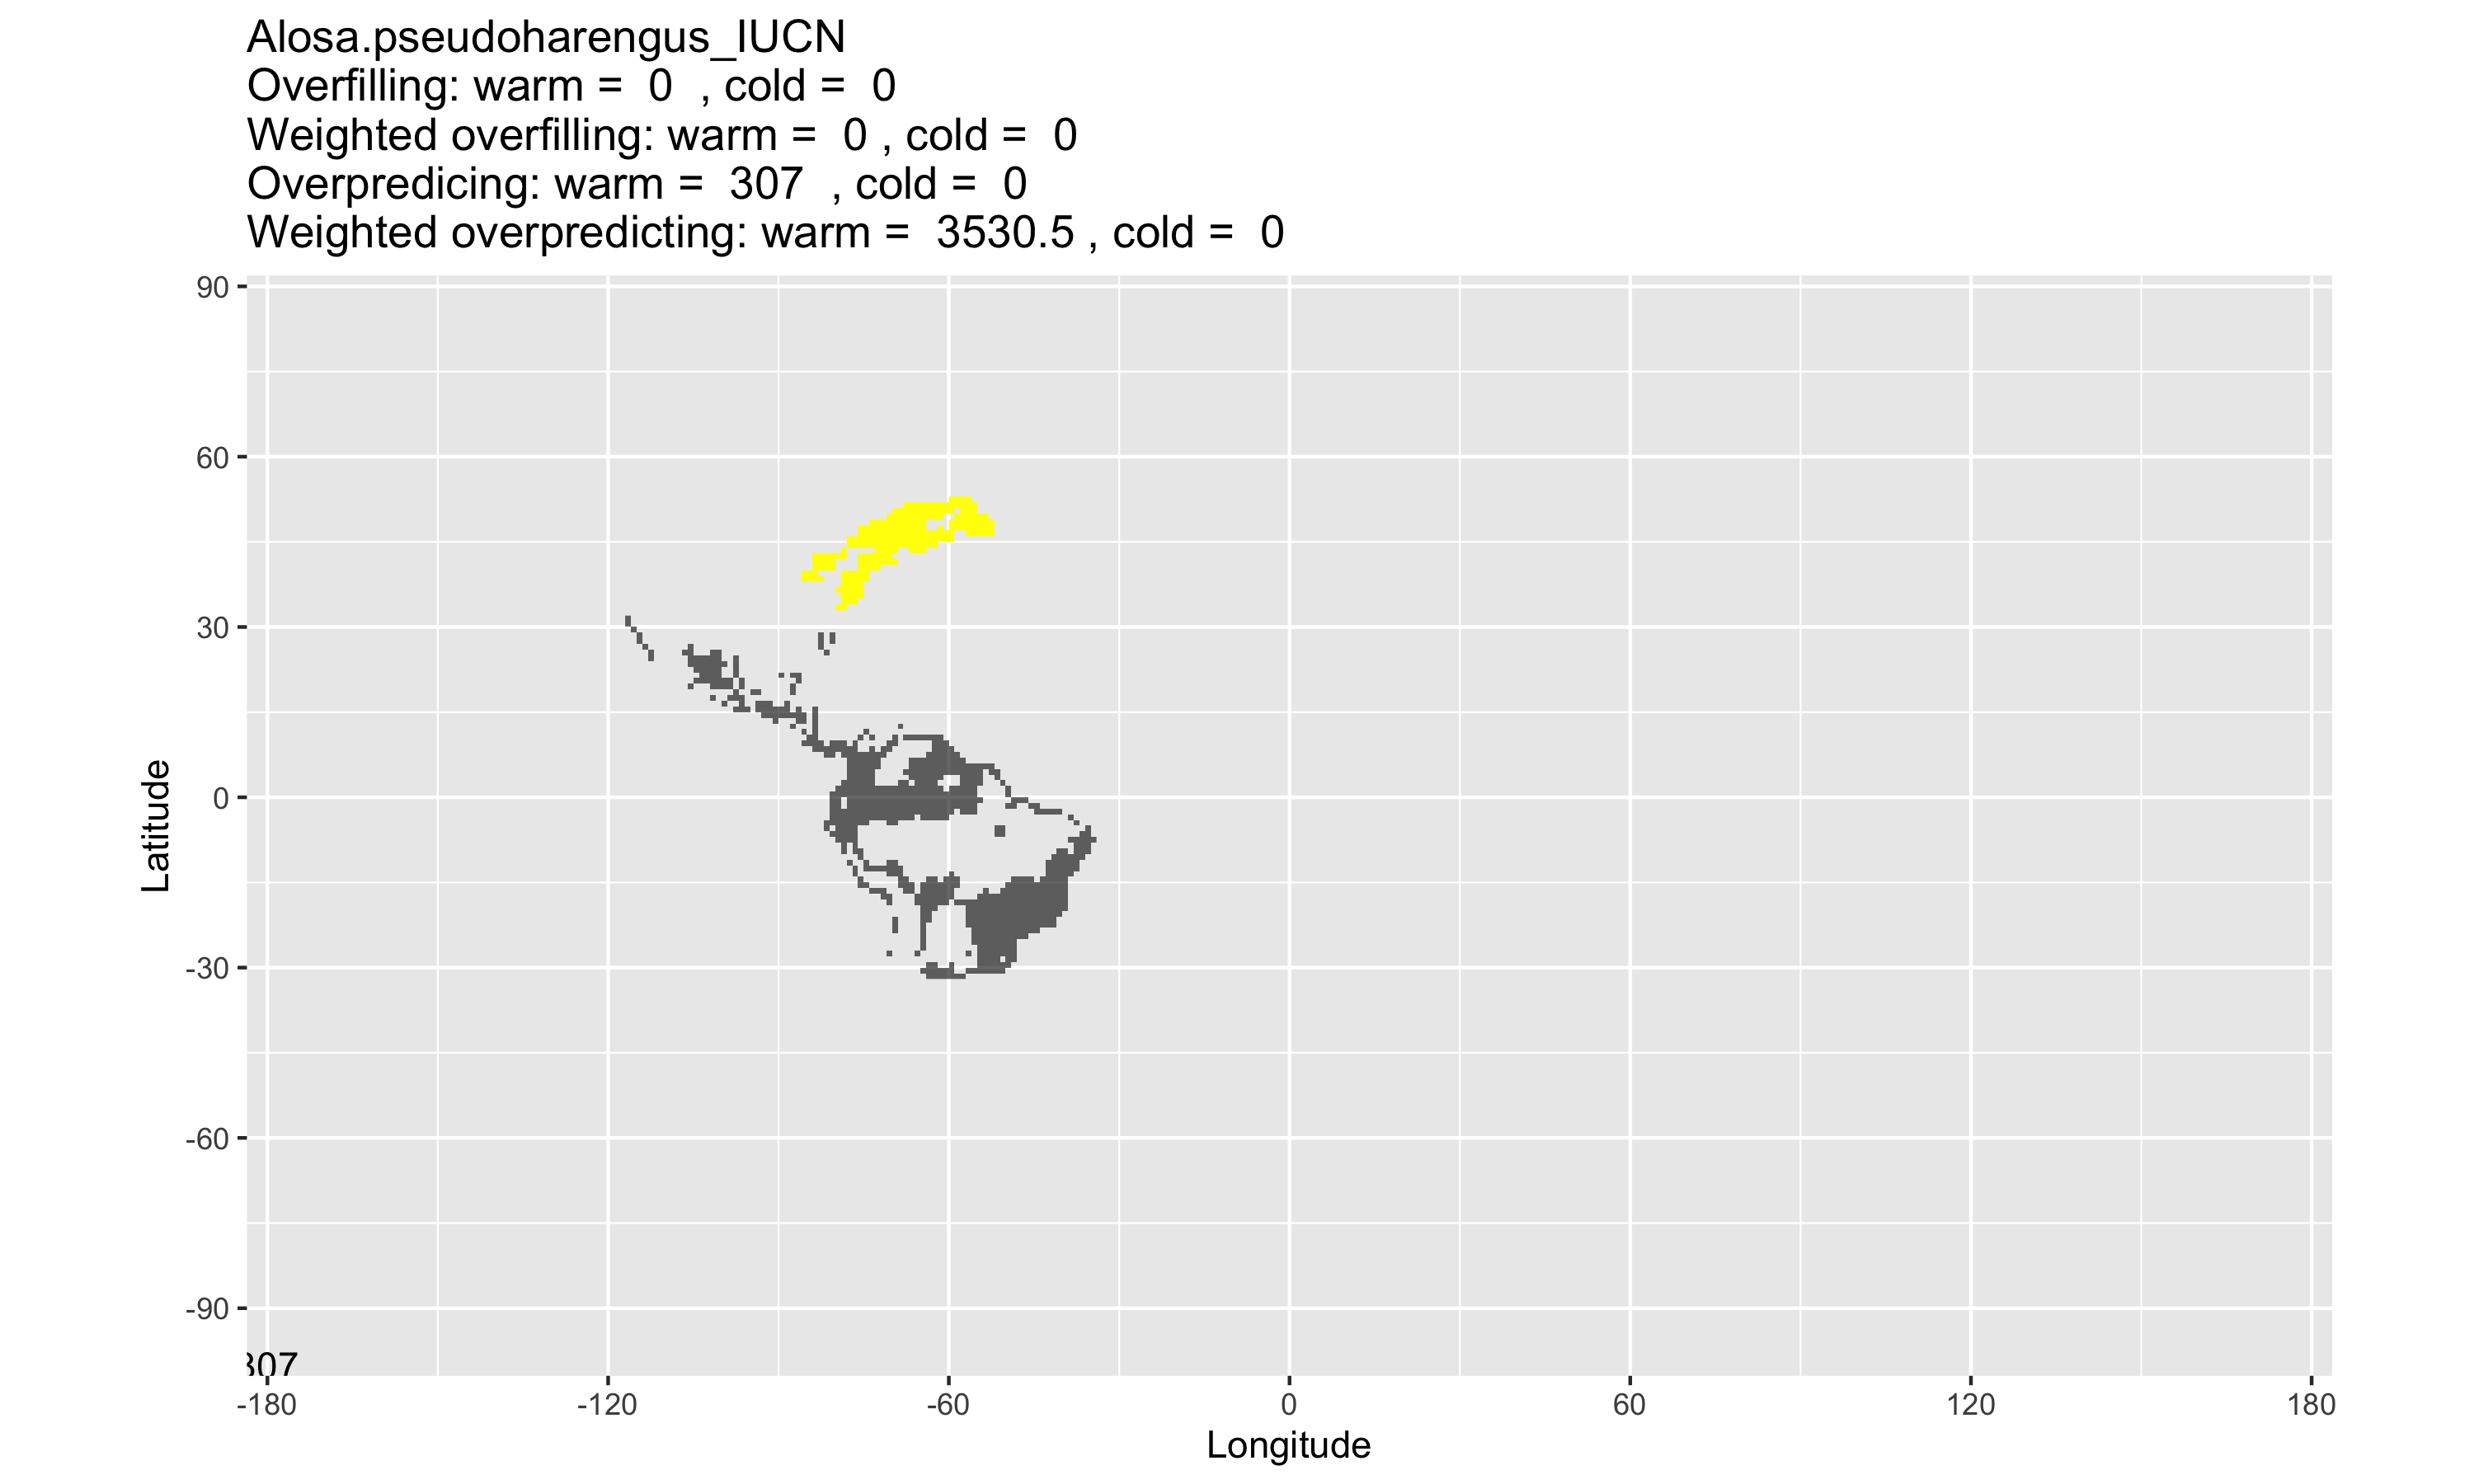 Alosa.pseudoharengus_IUCN
Overfilling: warm =  0  , cold =  0
Weighted overfilling: warm =  0 , cold =  0
Overpredicing: warm =  307  , cold =  0
Weighted overpredicting: warm =  3530.5 , cold =  0
90
60
30
0
-30
-60
-90
Latitude
307
-180
-120
-60
0
60
120
180
Longitude